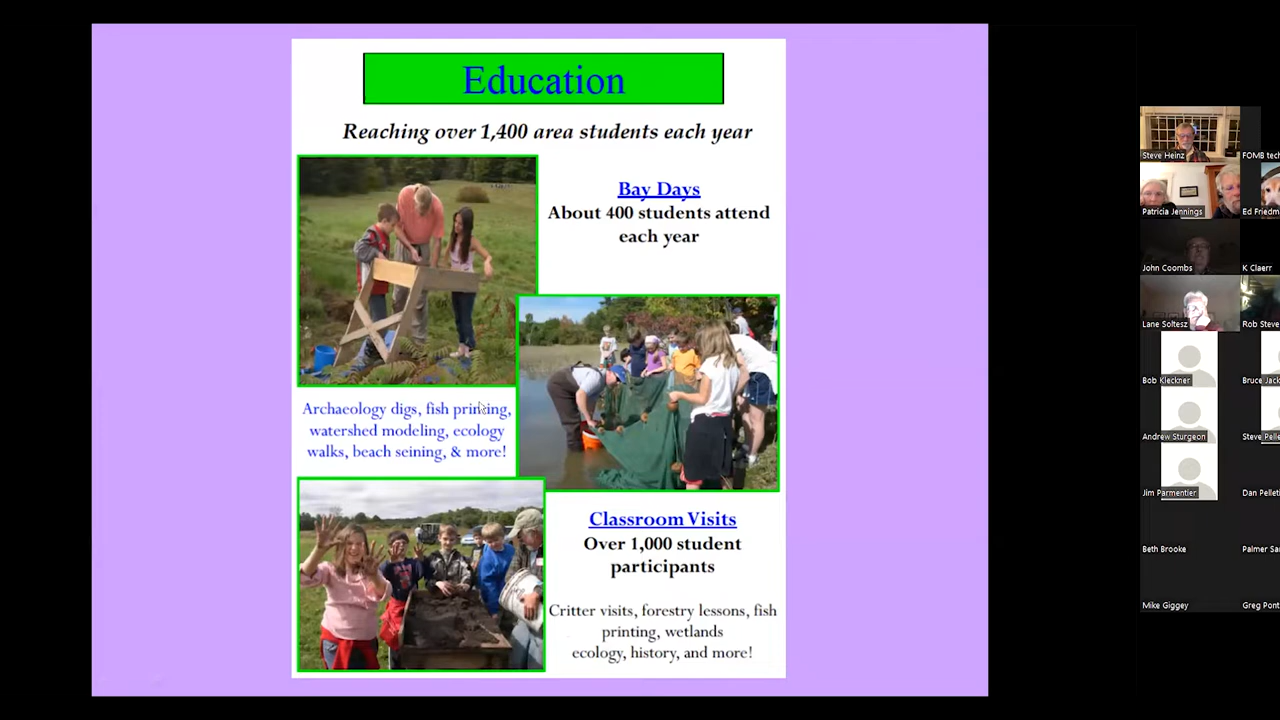 Education
Reaching over 1,400 area students each year
Bay Days
About 400 students attend
each year
Archaeology digs, fish printing,
watershed modeling, ecology
walks, beach seining, & more!
Classroom Visits
Over 1,000 student
participants
Critter visits, forestry lessons, fish
printing, wetlands
ecology, history, and more!
Steve Heinz
FOMB tech
Patricia Jennings
Ed Friedm
John Coombs
K Claerr
Lane Soltesz
Rob Steve
Bob Kleckner
Bruce Jack
Andrew Sturgeon
Steve Pelle
Jim Parmentier
Dan Pelleti
Beth Brooke
Palmer Sa
Mike Giggey
Greg Pont